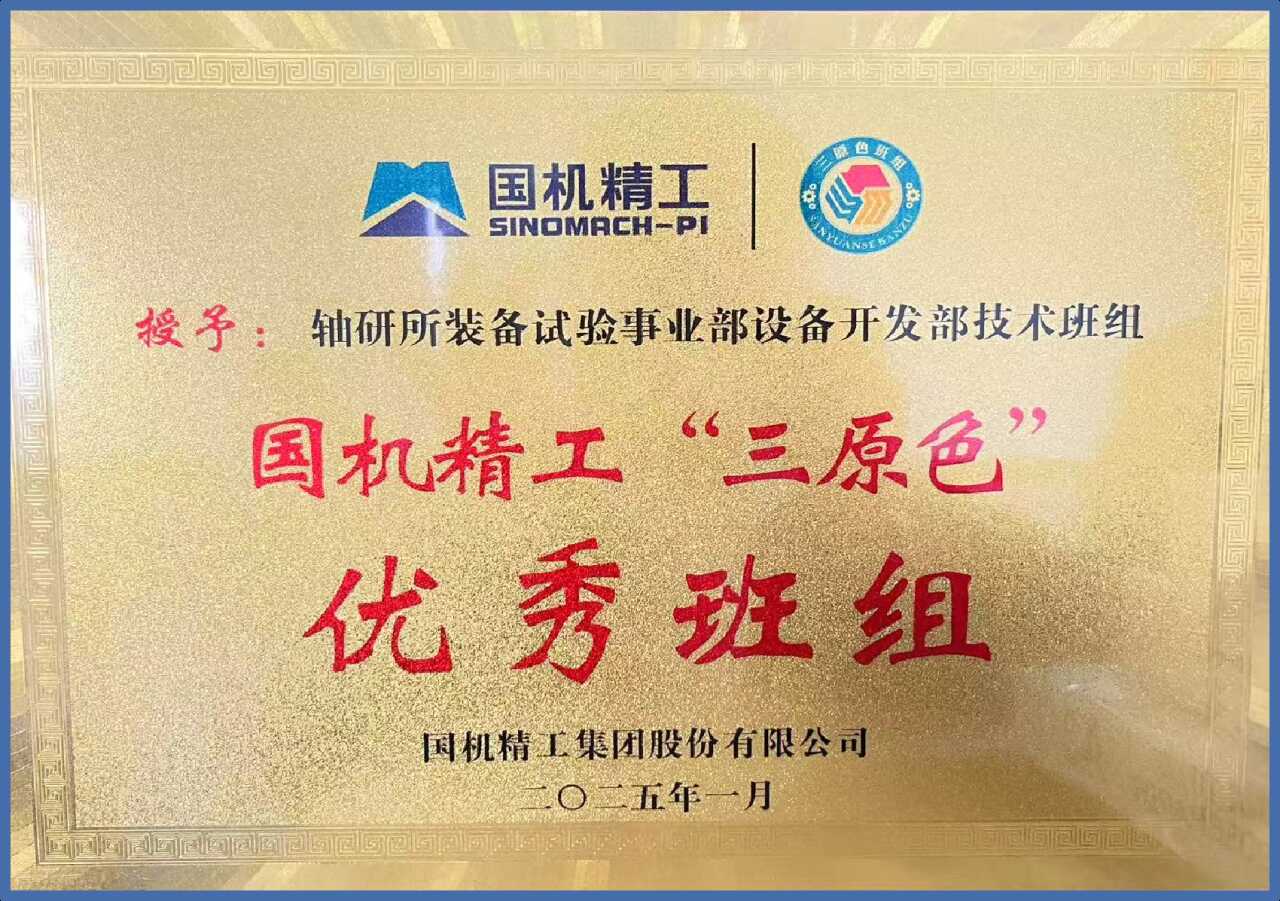 国机精工
SINOMACH-PI
三原色班组
SANYUANSE BANZU
授予：轴研所装备试验事业部设备开发部技术班组
国机精工“三原色”
优秀班组
国机精工集团股份有限公司
二〇二五年一月